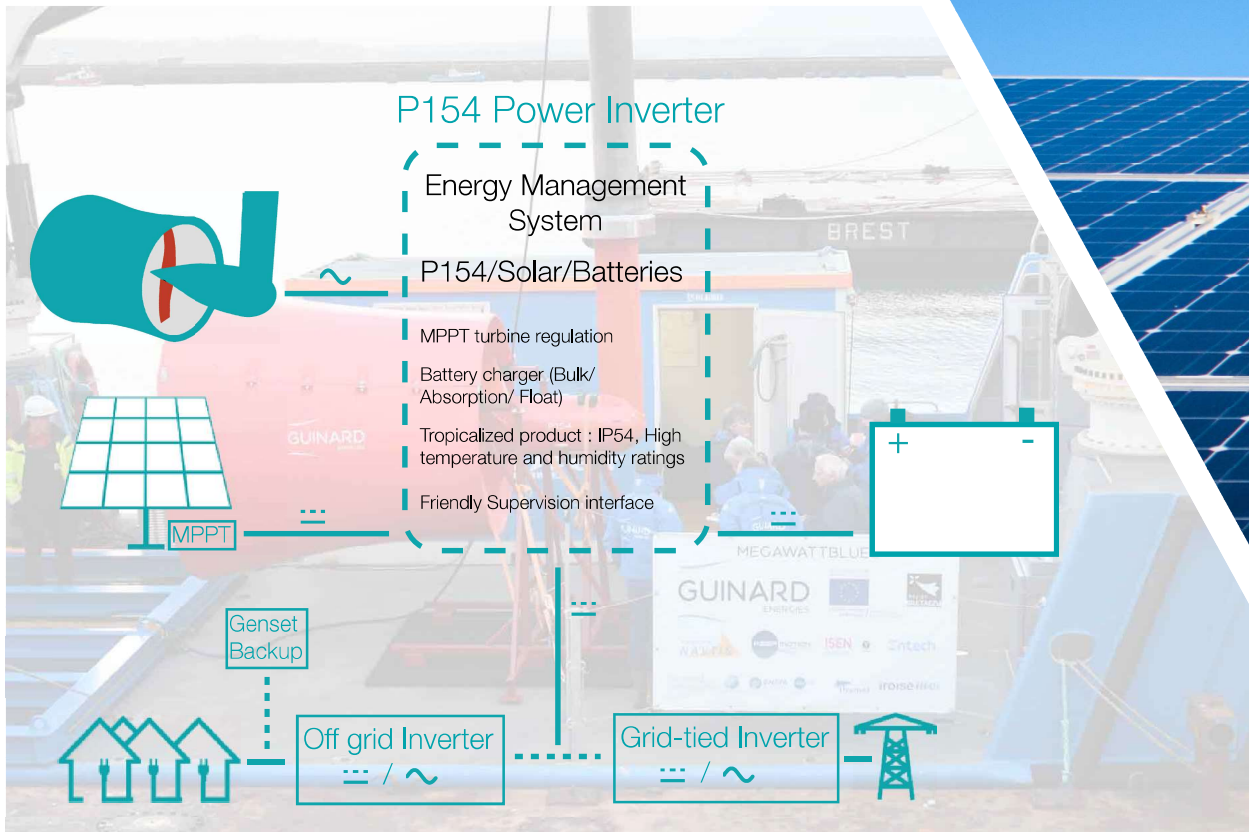 P154 Power Inverter
Energy Management
System
P154/Solar/Batteries
MPPT turbine regulation
Battery charger (Bulk/
Absorption/ Float)
Tropicalized product : IP54, High
temperature and humidity ratings
Friendly Supervision interface
BREST
GUINARD
+
-
MPPT
MEGAWATTBLUE
GUINARD
ENERGIES
ISEN
Entech
Genset
Backup
Off grid Inverter
/
Grid-tied Inverter
/